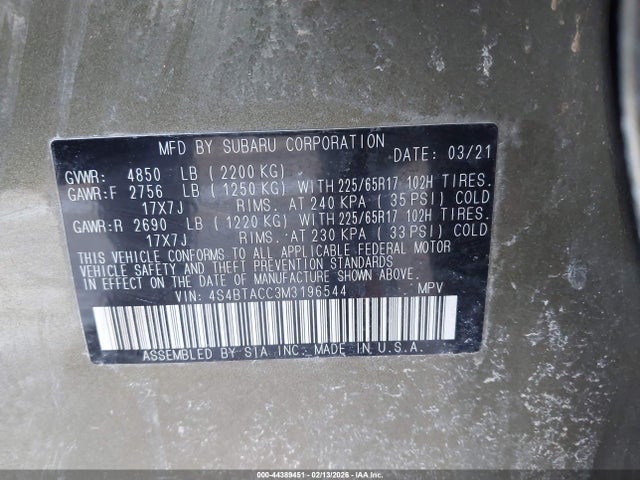 MFD BY SUBARU CORPORATION
DATE: 03/21
GVWR: 4850 LB (2200 KG)
GAWR:F 2756 LB (1250 KG) WITH 225/65R17 102H TIRES.
17X7J RIMS. AT 240 KPA (35 PSI) COLD
GAWR:R 2690 LB (1220 KG) WITH 225/65R17 102H TIRES.
17X7J RIMS. AT 230 KPA (33 PSI) COLD
THIS VEHICLE CONFORMS TO ALL APPLICABLE FEDERAL MOTOR
VEHICLE SAFETY AND THEFT PREVENTION STANDARDS IN
EFFECT ON THE DATE OF MANUFACTURE SHOWN ABOVE.
VIN: 4S4BTACC3M3196544 MPV
ASSEMBLED BY SIA INC. MADE IN U.S.A.
000-44389451 - 02/13/2026 - IAA Inc.